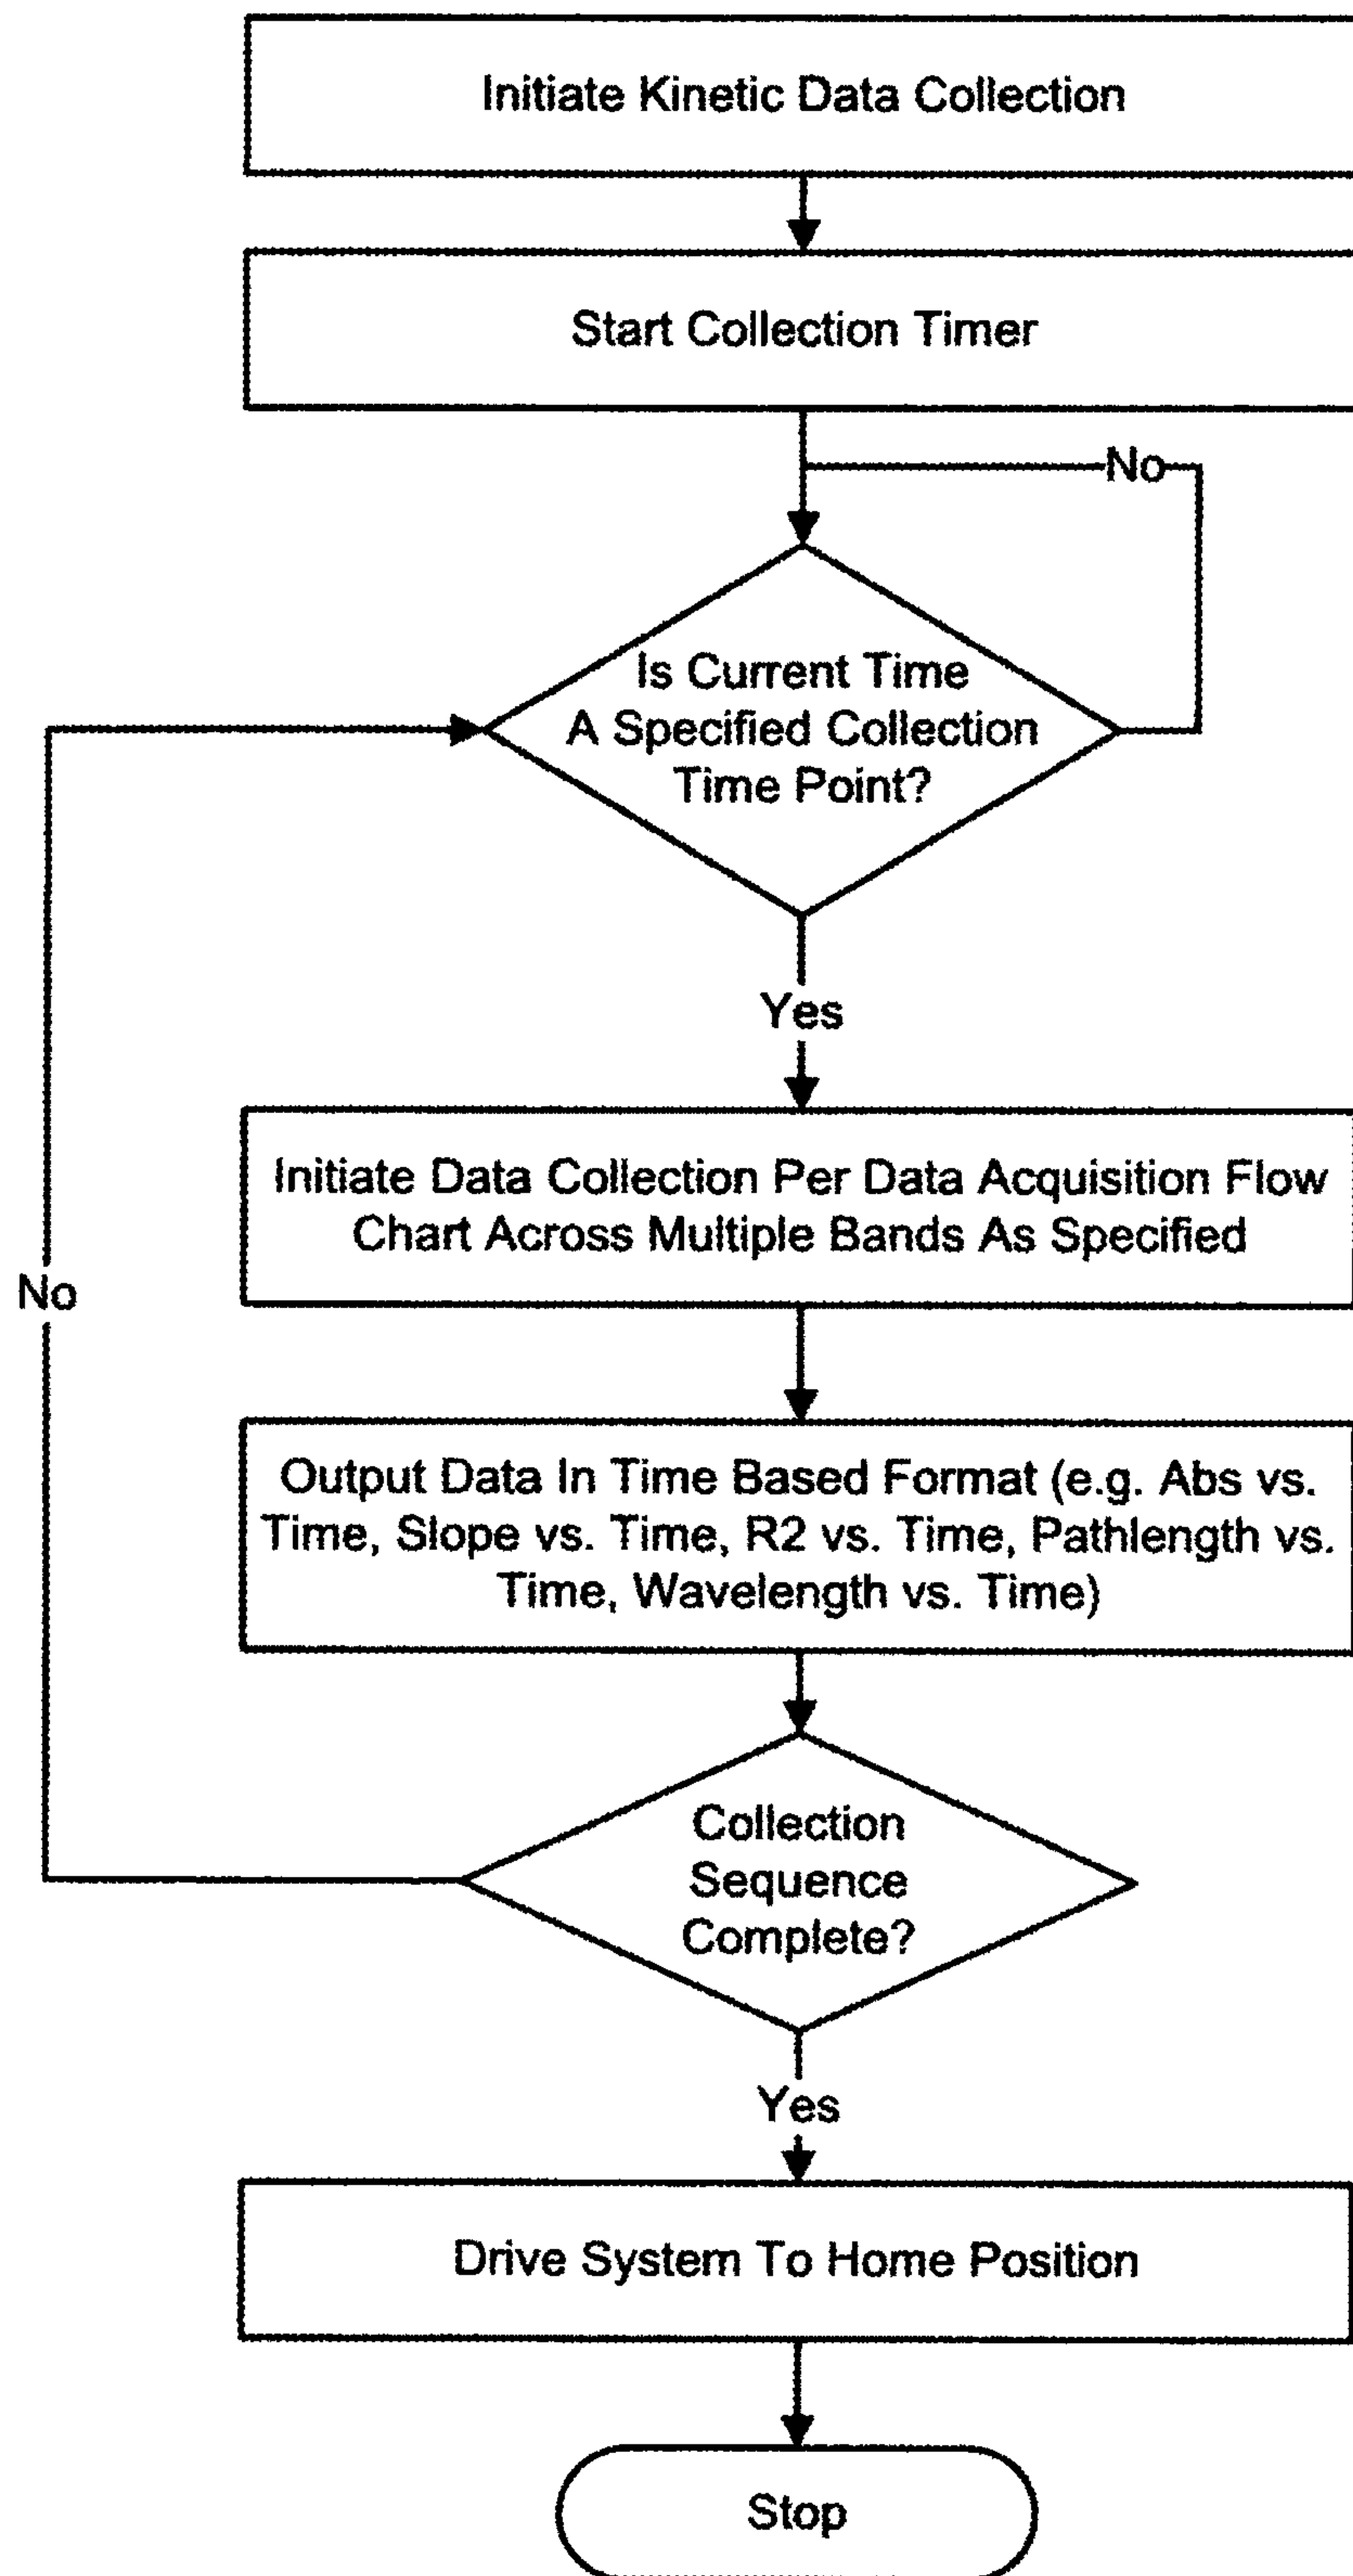 Initiate Kinetic Data Collection
Start Collection Timer
No
Is Current Time
A Specified Collection
Time Point?
Yes
Initiate Data Collection Per Data Acquisition Flow
Chart Across Multiple Bands As Specified
No
Output Data In Time Based Format (e.g. Abs vs.
Time, Slope vs. Time, R2 vs. Time, Pathlength vs.
Time, Wavelength vs. Time)
Collection
Sequence
Complete?
Yes
Drive System To Home Position
Stop